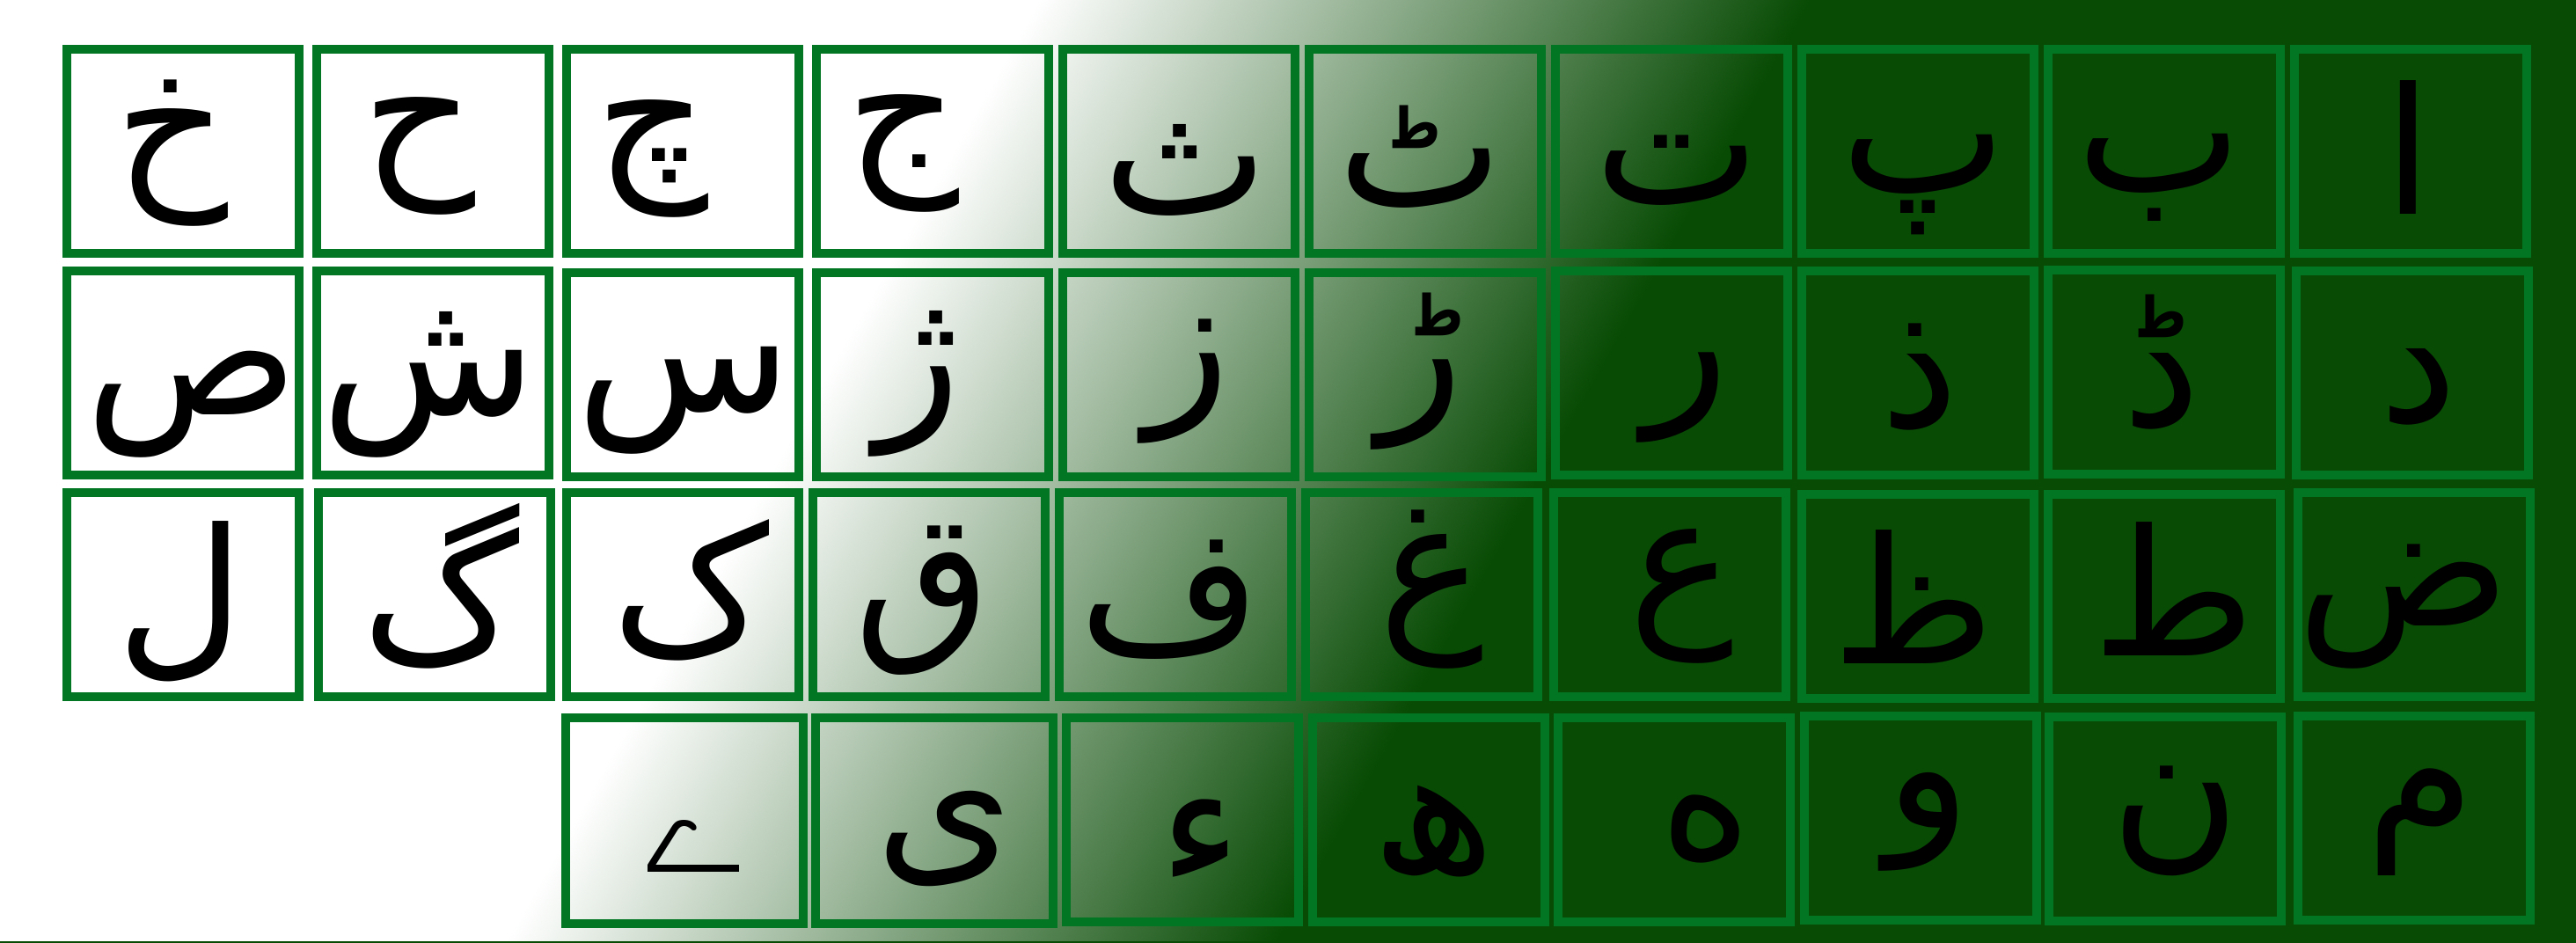 ا ب پ ت ٹ ث ج چ ح خ
د ڈ ذ ر ڑ ز ژ س ش ص
ض ط ظ ع غ ف ق ک گ ل
م ن و ہ ھ ء ی ے